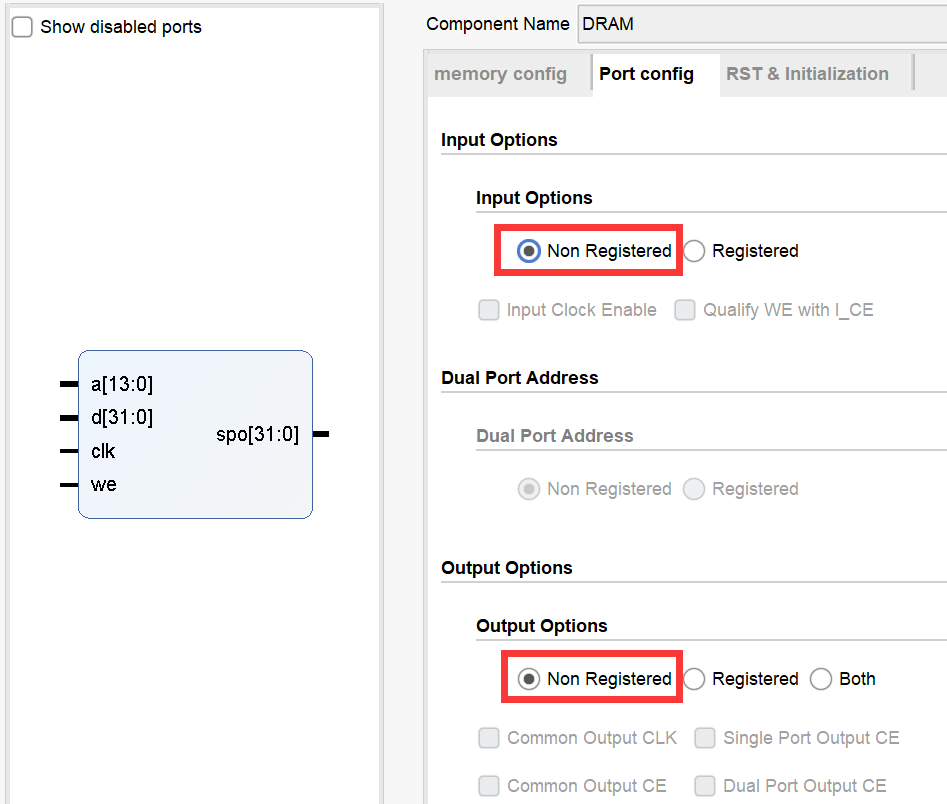 Show disabled ports
a[13:0]
d[31:0]
clk
we
spo[31:0]
Component Name DRAM
memory config Port config RST & Initialization
Input Options
Input Options
Non Registered Registered
Input Clock Enable Qualify WE with I_CE
Dual Port Address
Dual Port Address
Non Registered Registered
Output Options
Output Options
Non Registered Registered Both
Common Output CLK Single Port Output CE
Common Output CE Dual Port Output CE